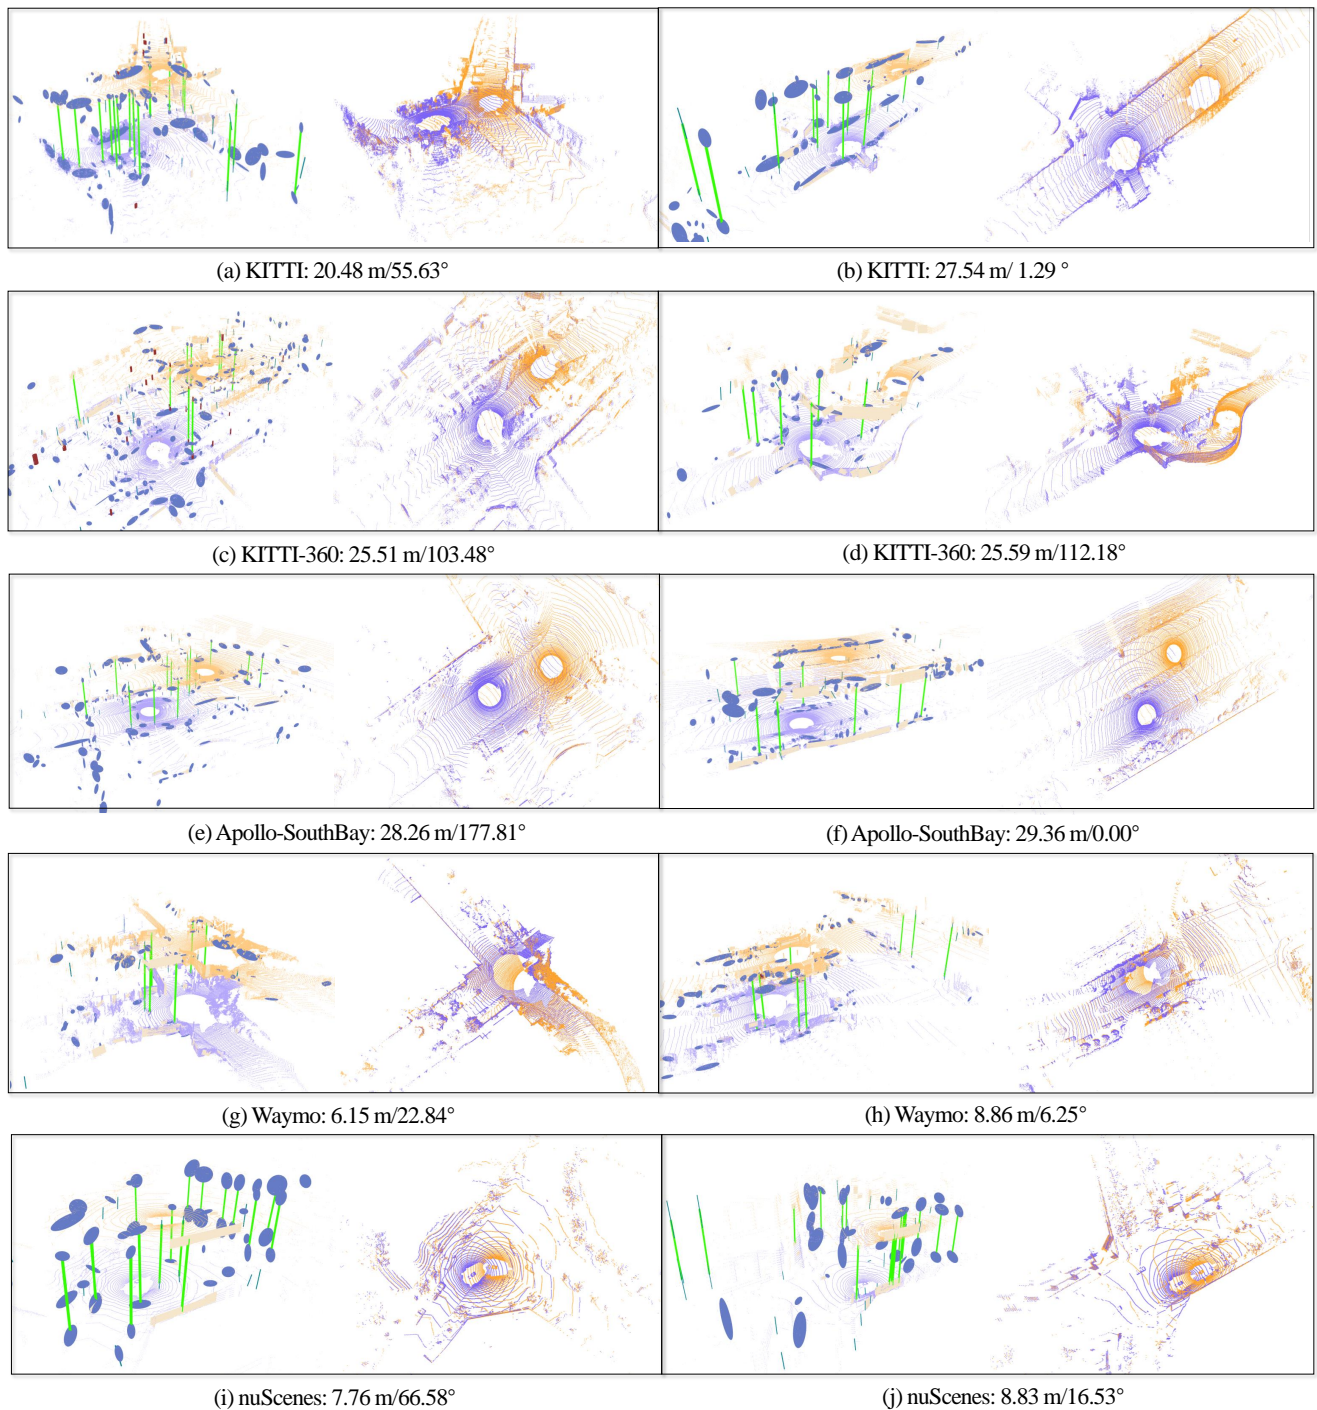 (a) KITTI: 20.48 m/55.63°
(b) KITTI: 27.54 m/ 1.29 °
(c) KITTI-360: 25.51 m/103.48°
(d) KITTI-360: 25.59 m/112.18°
(e) Apollo-SouthBay: 28.26 m/177.81°
(f) Apollo-SouthBay: 29.36 m/0.00°
(g) Waymo: 6.15 m/22.84°
(h) Waymo: 8.86 m/6.25°
(i) nuScenes: 7.76 m/66.58°
(j) nuScenes: 8.83 m/16.53°